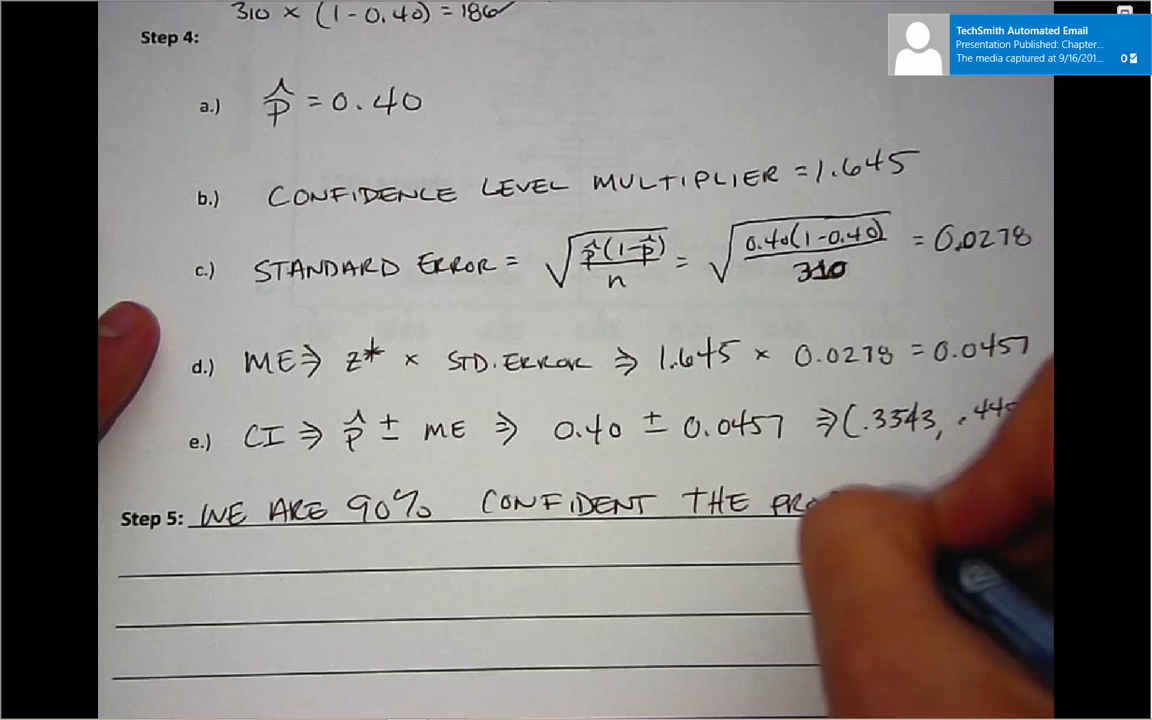 310 × (1 - 0.40) = 186✓
TechSmith Automated Email
Presentation Published: Chapter...
The media captured at 9/16/201...
0
Step 4:
a.) p̂ = 0.40
b.) CONFIDENCE LEVEL MULTIPLIER = 1.645
c.) STANDARD ERROR = √(p̂(1-p̂)/n) = √(0.40(1-0.40)/310) = 0.0278
d.) ME ⇒ z* × STD. ERROR ⇒ 1.645 × 0.0278 = 0.0457
e.) CI ⇒ p̂ ± ME ⇒ 0.40 ± 0.0457 ⇒ (.3543, .44
Step 5: WE ARE 90% CONFIDENT THE PRO